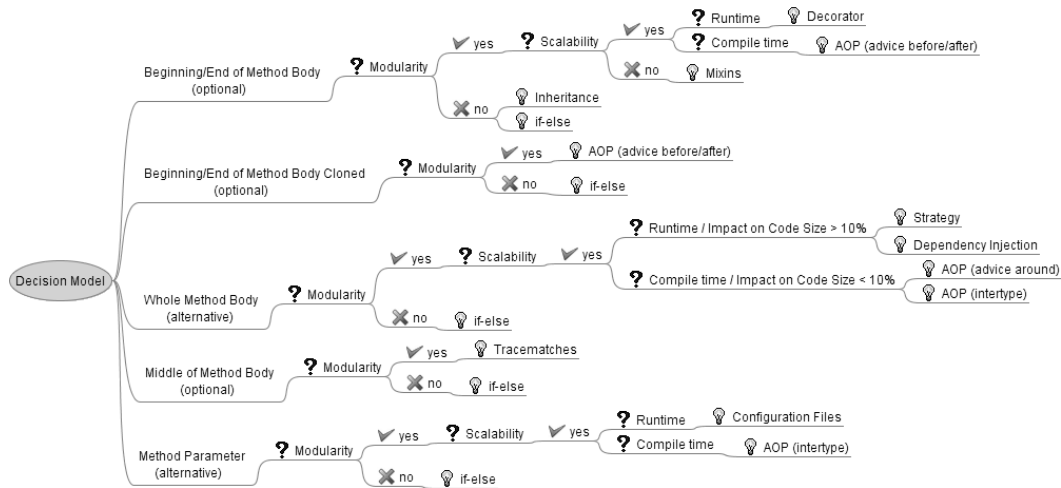 Decision Model
Beginning/End of Method Body
(optional)
? Modularity
yes
? Scalability
yes
? Runtime
Decorator
? Compile time
AOP (advice before/after)
no
Mixins
no
Inheritance
if-else
Beginning/End of Method Body Cloned
(optional)
? Modularity
yes
AOP (advice before/after)
no
if-else
Whole Method Body
(alternative)
? Modularity
yes
? Scalability
yes
? Runtime / Impact on Code Size > 10%
Strategy
Dependency Injection
? Compile time / Impact on Code Size < 10%
AOP (advice around)
AOP (intertype)
no
if-else
Middle of Method Body
(optional)
? Modularity
yes
Tracematches
no
if-else
Method Parameter
(alternative)
? Modularity
yes
? Scalability
yes
? Runtime
Configuration Files
? Compile time
AOP (intertype)
no
if-else